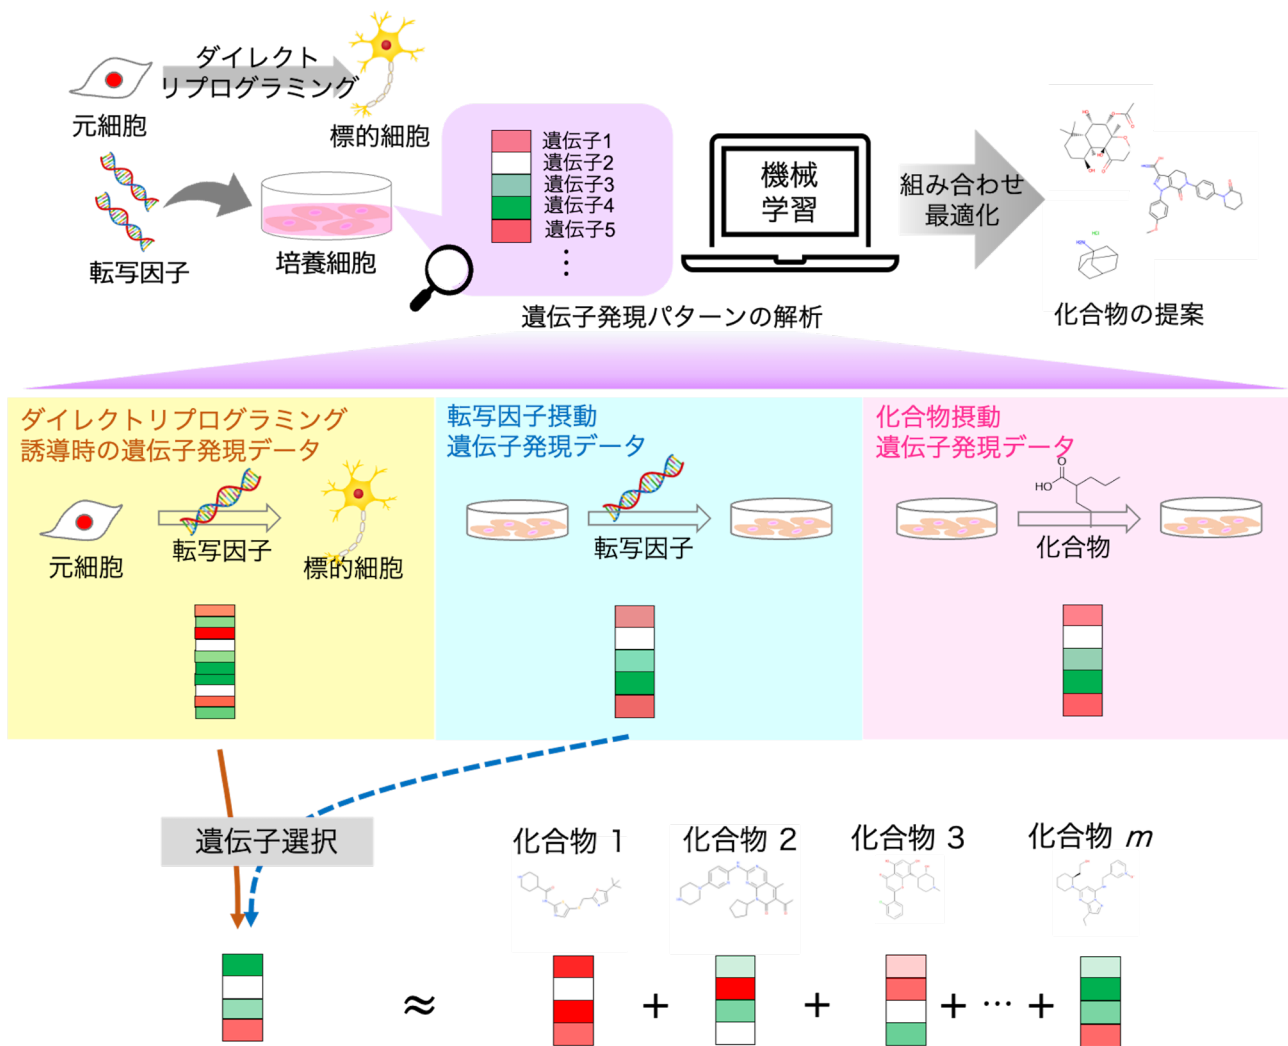 ダイレクト
リプログラミング
元細胞
標的細胞
転写因子
培養細胞
遺伝子1
遺伝子2
遺伝子3
遺伝子4
遺伝子5
⋮
機械
学習
組み合わせ
最適化
遺伝子発現パターンの解析
化合物の提案
ダイレクトリプログラミング
誘導時の遺伝子発現データ
元細胞
転写因子
標的細胞
転写因子摂動
遺伝子発現データ
転写因子
化合物摂動
遺伝子発現データ
O
HO
化合物
遺伝子選択
化合物 1
化合物 2
化合物 3
化合物 m
≈ + + + ⋯ +